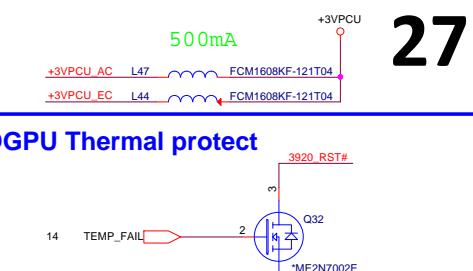 +3VPCU
27
500mA
+3VPCU_AC L47 FCM1608KF-121T04
+3VPCU_EC L44 FCM1608KF-121T04
GPU Thermal protect
3920_RST#
3
Q32
14 TEMP_FAIL 2
*ME2N7002E